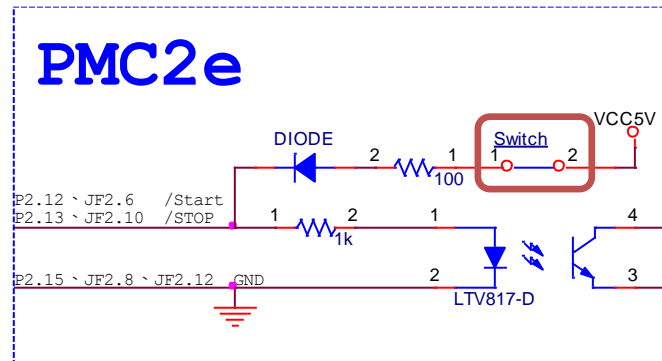 PMC2e
VCC5V
DIODE
Switch
2
1
1
2
100
P2.12、JF2.6 /Start
P2.13、JF2.10 /STOP
1
2
1
4
1k
P2.15、JF2.8、JF2.12 GND
2
3
LTV817-D